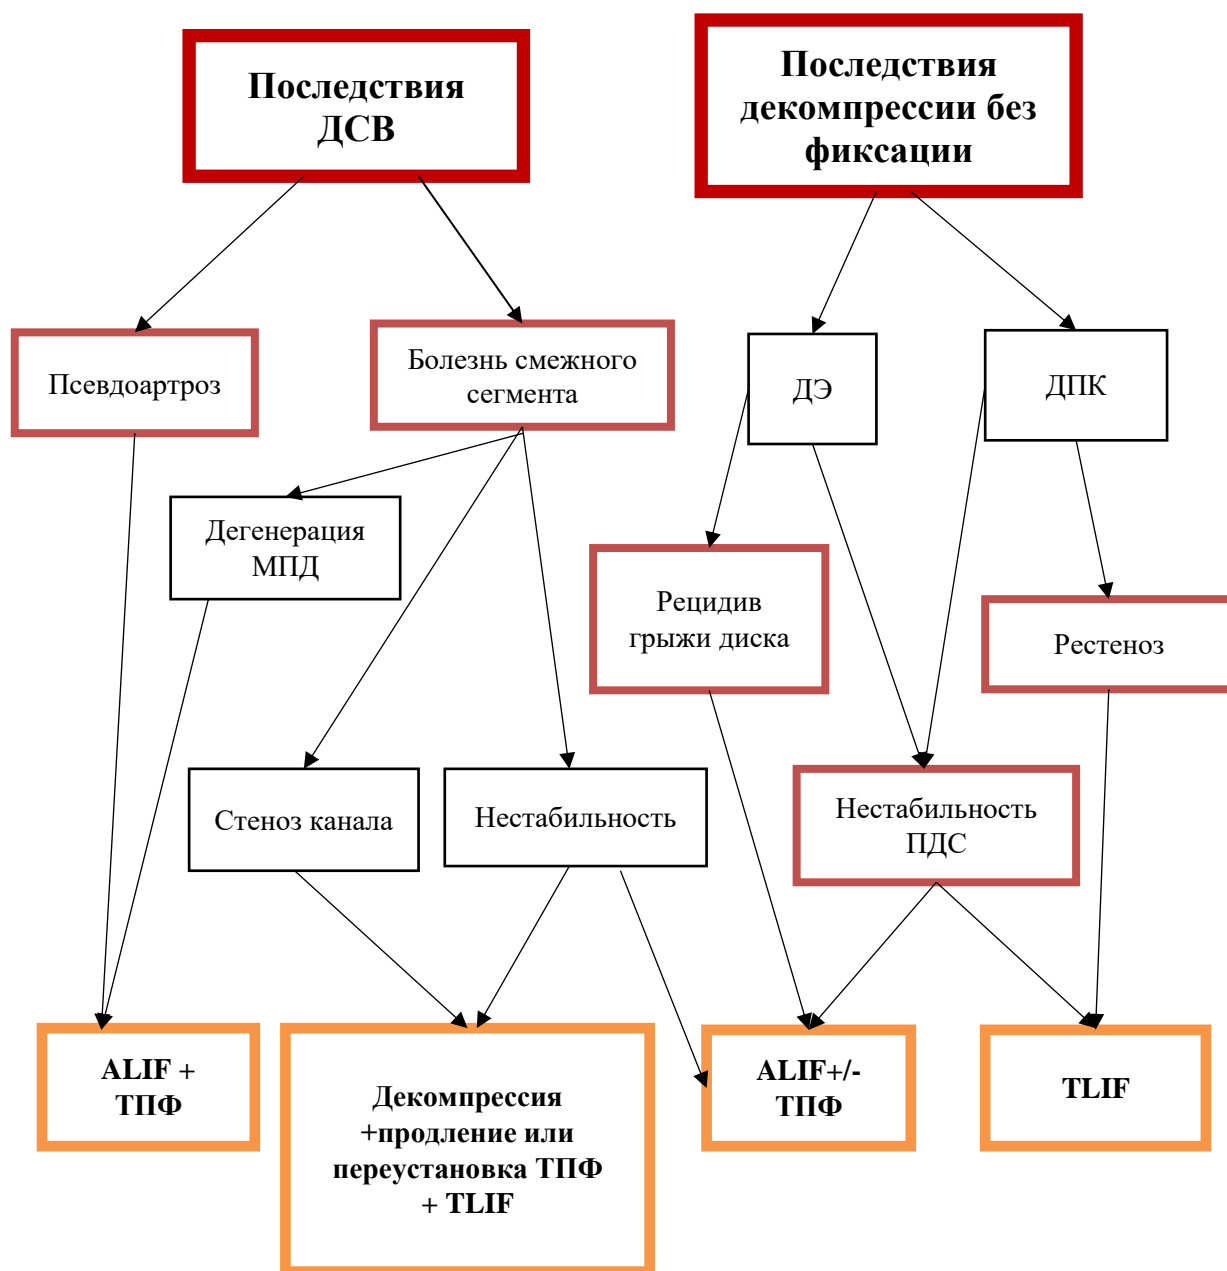 Последствия
ДСВ
Последствия
декомпрессии без
фиксации
Псевдоартроз
Болезнь смежного
сегмента
ДЭ
ДПК
Дегенерация
МПД
Рецидив
грыжи диска
Рестеноз
Стеноз канала
Нестабильность
Нестабильность
ПДС
ALIF +
ТПФ
Декомпрессия
+продление или
переустановка ТПФ
+ TLIF
ALIF+/-
ТПФ
TLIF